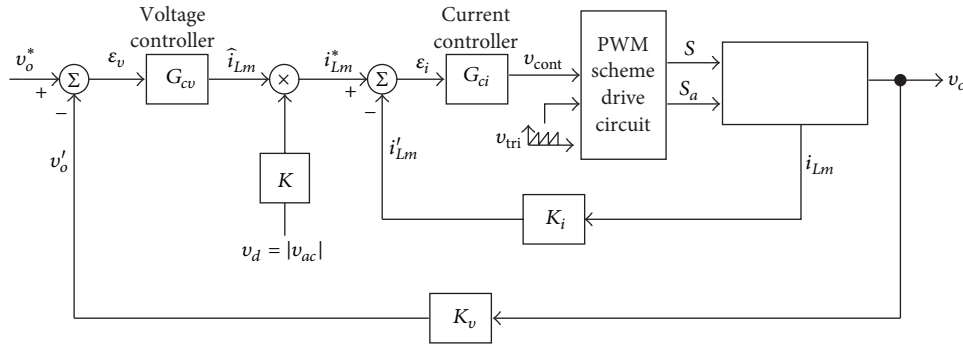 Voltage
controller
Current
controller
v_o^*
ε_v
G_cv
î_Lm
×
i_Lm^*
ε_i
G_ci
v_cont
PWM
scheme
drive
circuit
S
S_a
v_o
Σ
+
−
Σ
+
−
v_tri
v_o′
i_Lm′
i_Lm
K
K_i
v_d = |v_ac|
K_v